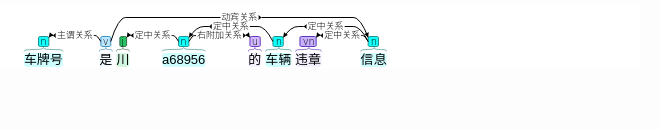 动宾关系
定中关系 定中关系
主谓关系 定中关系 右附加关系 定中关系
n v j n u n vn n
车牌号 是 川 a68956 的 车辆 违章 信息